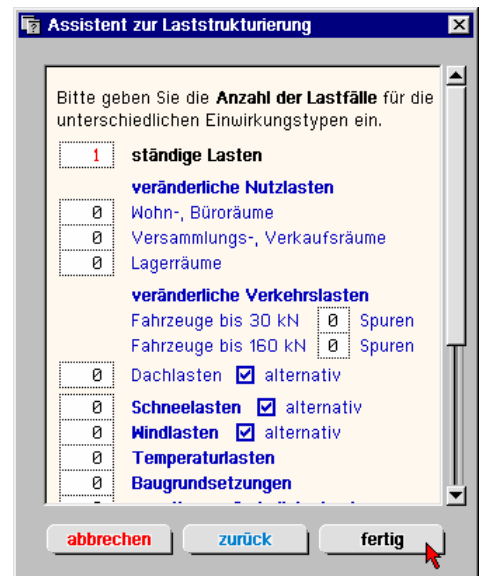 Assistent zur Laststrukturierung
Bitte geben Sie die Anzahl der Lastfälle für die
unterschiedlichen Einwirkungstypen ein.
1 ständige Lasten
veränderliche Nutzlasten
0 Wohn-, Büroräume
0 Versammlungs-, Verkaufsräume
0 Lagerräume
veränderliche Verkehrslasten
Fahrzeuge bis 30 kN 0 Spuren
Fahrzeuge bis 160 kN 0 Spuren
0 Dachlasten alternativ
0 Schneelasten alternativ
0 Windlasten alternativ
0 Temperaturlasten
0 Baugrundsetzungen
abbrechen zurück fertig